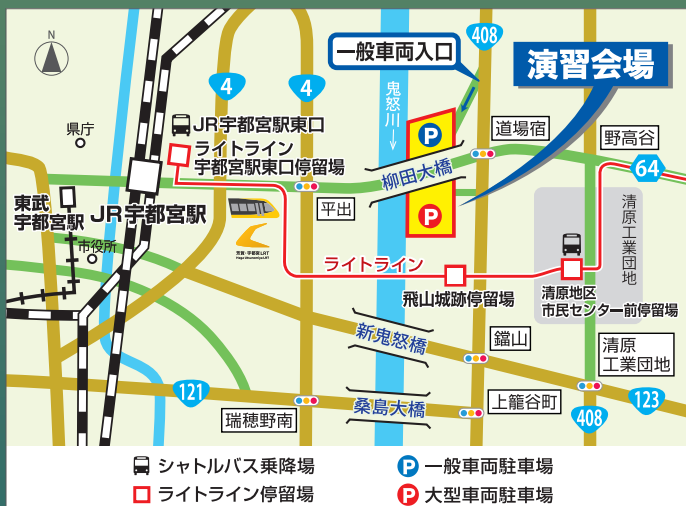 N
408
一般車両入口
演習会場
4
4
鬼怒川→
県庁
JR宇都宮駅東口
ライトライン
宇都宮駅東口停留場
P
道場宿
野高谷
64
柳田大橋
平出
東武
宇都宮駅
JR宇都宮駅
市役所
芳賀・宇都宮LRT
P
清原工業団地
ライトライン
飛山城跡停留場
清原地区
市民センター前停留場
新鬼怒橋
鐺山
清原
工業団地
121
桑島大橋
瑞穂野南
上籠谷町
408
123
シャトルバス乗降場
P 一般車両駐車場
ライトライン停留場
P 大型車両駐車場